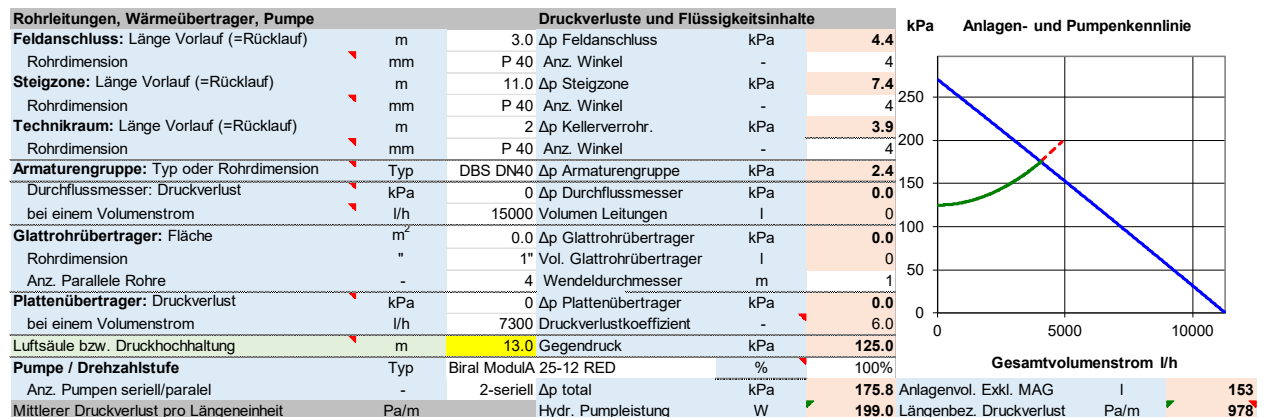 Rohrleitungen, Wärmeübertrager, Pumpe Druckverluste und Flüssigkeitsinhalte
Feldanschluss: Länge Vorlauf (=Rücklauf) m 3.0 Δp Feldanschluss kPa 4.4
Rohrdimension mm P 40 Anz. Winkel - 4
Steigzone: Länge Vorlauf (=Rücklauf) m 11.0 Δp Steigzone kPa 7.4
Rohrdimension mm P 40 Anz. Winkel - 4
Technikraum: Länge Vorlauf (=Rücklauf) m 2 Δp Kellerverrohr. kPa 3.9
Rohrdimension mm P 40 Anz. Winkel - 4
Armaturengruppe: Typ oder Rohrdimension Typ DBS DN40 Δp Armaturengruppe kPa 2.4
Durchflussmesser: Druckverlust kPa 0 Δp Durchflussmesser kPa 0.0
bei einem Volumenstrom l/h 15000 Volumen Leitungen l 0
Glattrohrübertrager: Fläche m² 0.0 Δp Glattrohrübertrager kPa 0.0
Rohrdimension " 1" Vol. Glattrohrübertrager l 0
Anz. Parallele Rohre - 4 Wendeldurchmesser m 1
Plattenübertrager: Druckverlust kPa 0 Δp Plattenübertrager kPa 0.0
bei einem Volumenstrom l/h 7300 Druckverlustkoeffizient - 6.0
Luftsäule bzw. Druckhochhaltung m 13.0 Gegendruck kPa 125.0
Pumpe / Drehzahlstufe Typ Biral ModulA 25-12 RED % 100%
Anz. Pumpen seriell/paralel - 2-seriell Δp total kPa 175.8
Mittlerer Druckverlust pro Längeneinheit Pa/m Hydr. Pumpleistung W 199.0
kPa Anlagen- und Pumpenkennlinie
250
200
150
100
50
0
0 5000 10000
Gesamtvolumenstrom l/h
Anlagenvol. Exkl. MAG l 153
Längenbez. Druckverlust Pa/m 978